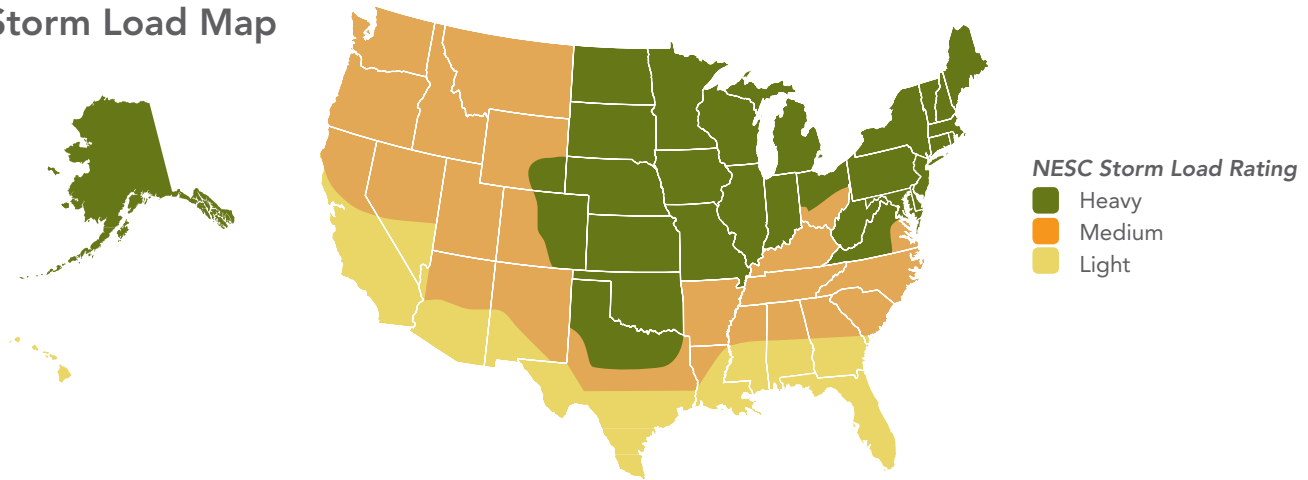 Storm Load Map
NESC Storm Load Rating
Heavy
Medium
Light